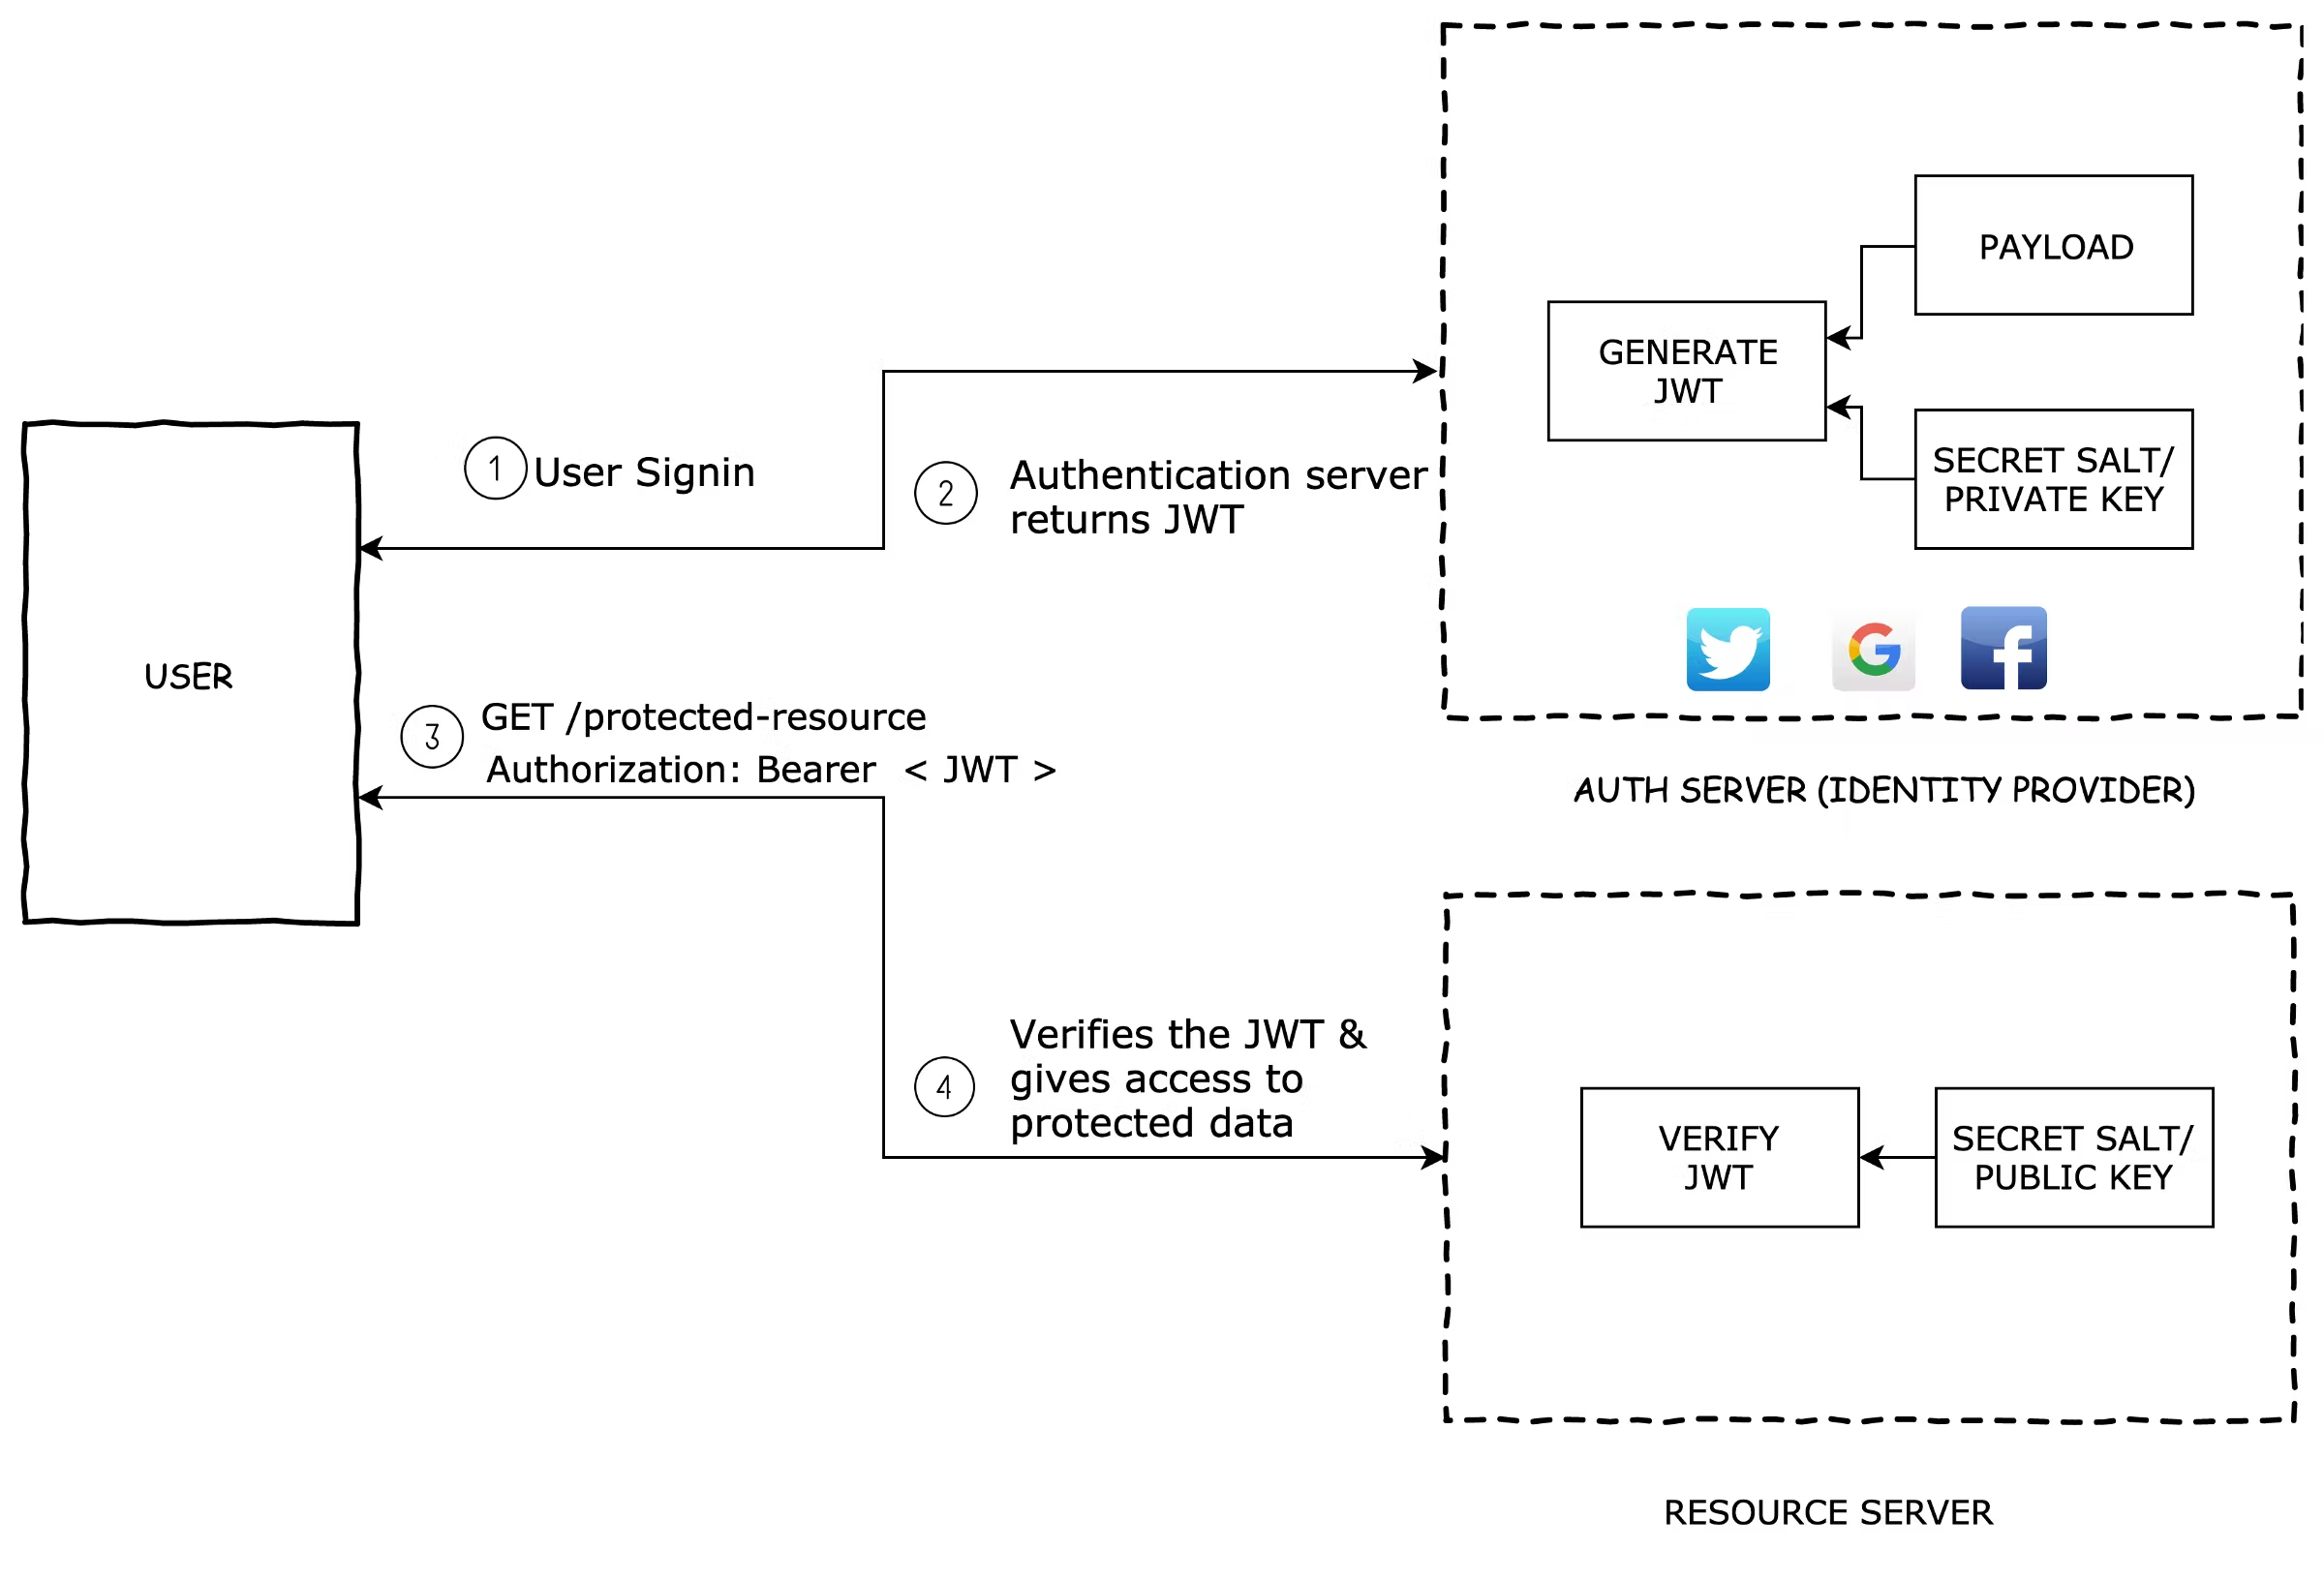 PAYLOAD
GENERATE
JWT
SECRET SALT/
PRIVATE KEY
1 User Signin
2 Authentication server
returns JWT
USER
3 GET /protected-resource
Authorization: Bearer < JWT >
AUTH SERVER (IDENTITY PROVIDER)
4 Verifies the JWT &
gives access to
protected data
VERIFY
JWT
SECRET SALT/
PUBLIC KEY
RESOURCE SERVER